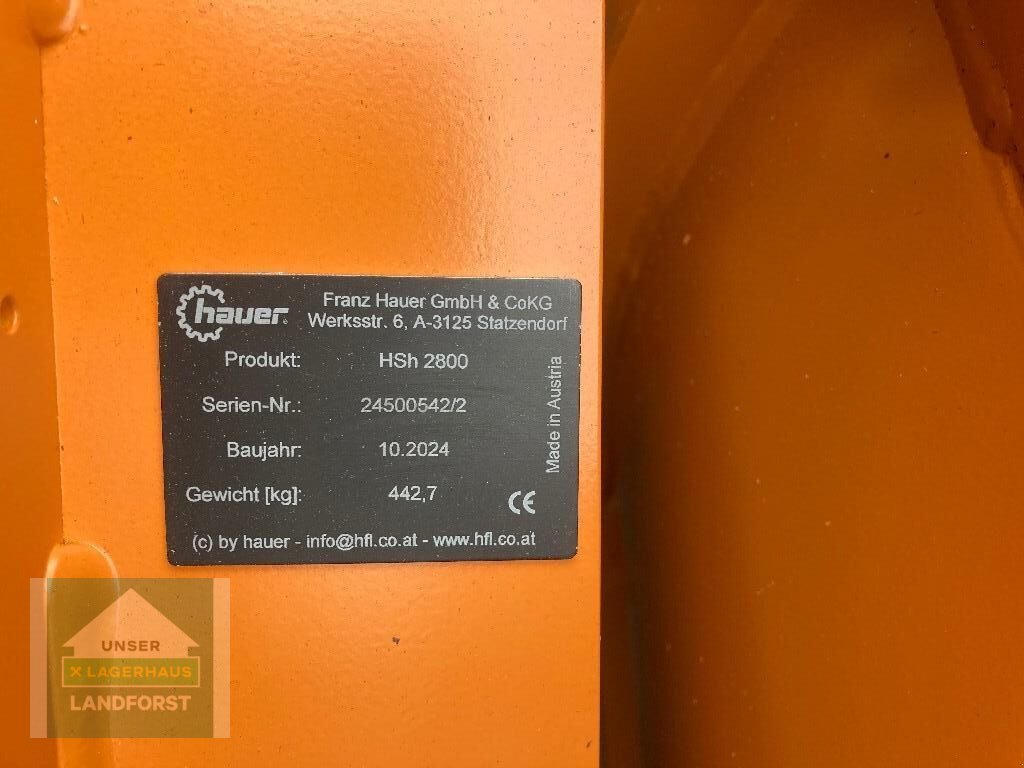 hauer
Franz Hauer GmbH & CoKG
Werksstr. 6, A-3125 Statzendorf
Produkt: HSh 2800
Serien-Nr.: 24500542/2
Baujahr: 10.2024
Gewicht [kg]: 442,7
Made in Austria
CE
(c) by hauer - info@hfl.co.at - www.hfl.co.at
UNSER
X LAGERHAUS
LANDFORST